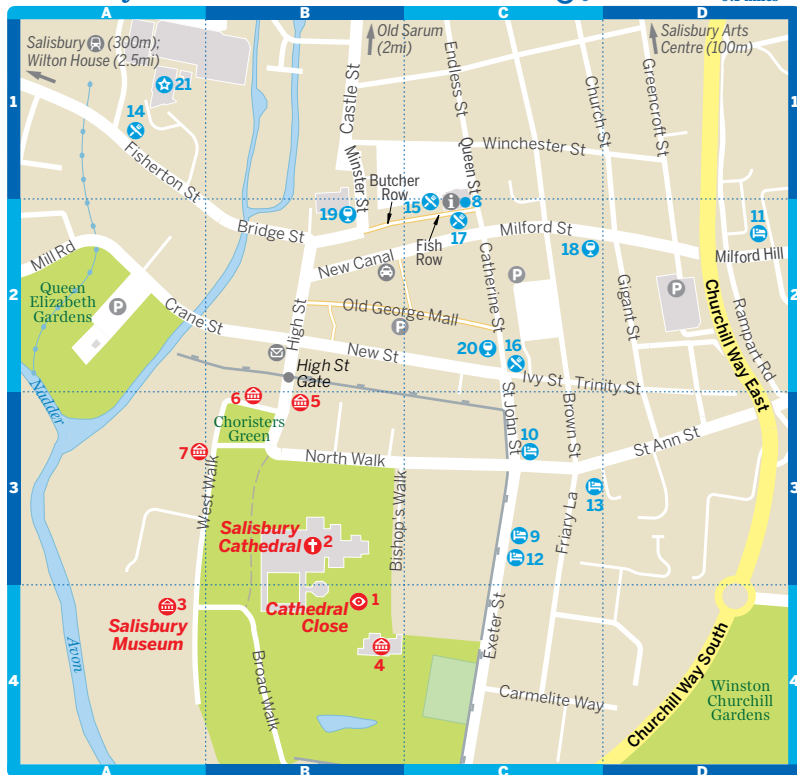 A
B
C
D
Salisbury (300m);
Wilton House (2.5mi)
Old Sarum
(2mi)
Salisbury Arts
Centre (100m)
1
1
21
14
Fisherton St
Castle St
Minster St
Endless St
Queen St
Church St
Greencroft St
Winchester St
Butcher
Row
15
i
8
19
17
Fish
Row
Bridge St
Milford St
18
11
Milford Hill
Mill Rd
New Canal
Catherine St
P
P
Gigant St
2
2
Queen
Elizabeth
Gardens
P
Crane St
High St
Old George Mall
P
Churchill Way East
Rampart Rd
New St
20
16
High St
Gate
Ivy St
Trinity St
Nadder
6
5
Choristers
Green
St John St
Brown St
10
St Ann St
7
North Walk
3
3
West Walk
Bishop's Walk
13
Salisbury
Cathedral
2
9
12
Friary La
3
Salisbury
Museum
Cathedral
Close
1
4
Exeter St
Avon
Broad Walk
4
4
Carmelite Way
Churchill Way South
Winston
Churchill
Gardens
A
B
C
D